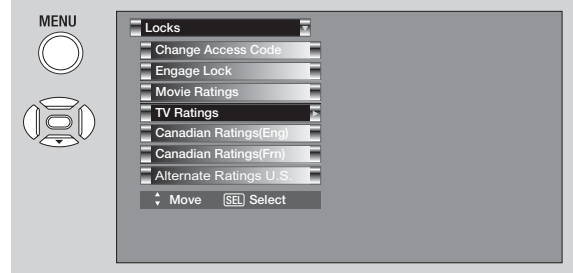 MENU
Locks
Change Access Code
Engage Lock
Movie Ratings
TV Ratings
Canadian Ratings(Eng)
Canadian Ratings(Frn)
Alternate Ratings U.S.
Move SEL Select